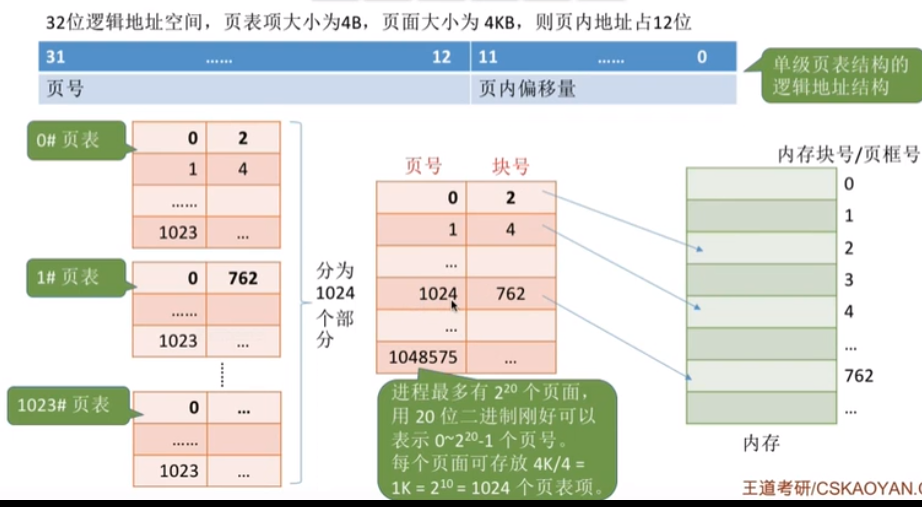 32位逻辑地址空间，页表项大小为4B，页面大小为 4KB，则页内地址占12位
31 …… 12 11 …… 0
页号 页内偏移量
单级页表结构的
逻辑地址结构
0# 页表
0 2
1 4
……
1023 ...
1# 页表
0 762
……
1023 ...
1023# 页表
0 ...
……
1023 ...
分为
1024
个部
分
页号 块号
0 2
1 4
...
1024 762
...
1048575 ...
进程最多有 2²⁰ 个页面，
用 20 位二进制刚好可以
表示 0~2²⁰-1 个页号。
每个页面可存放 4K/4 =
1K = 2¹⁰ = 1024 个页表项。
内存块号/页框号
0
1
2
3
4
...
762
...
内存
王道考研/CSKAOYAN.